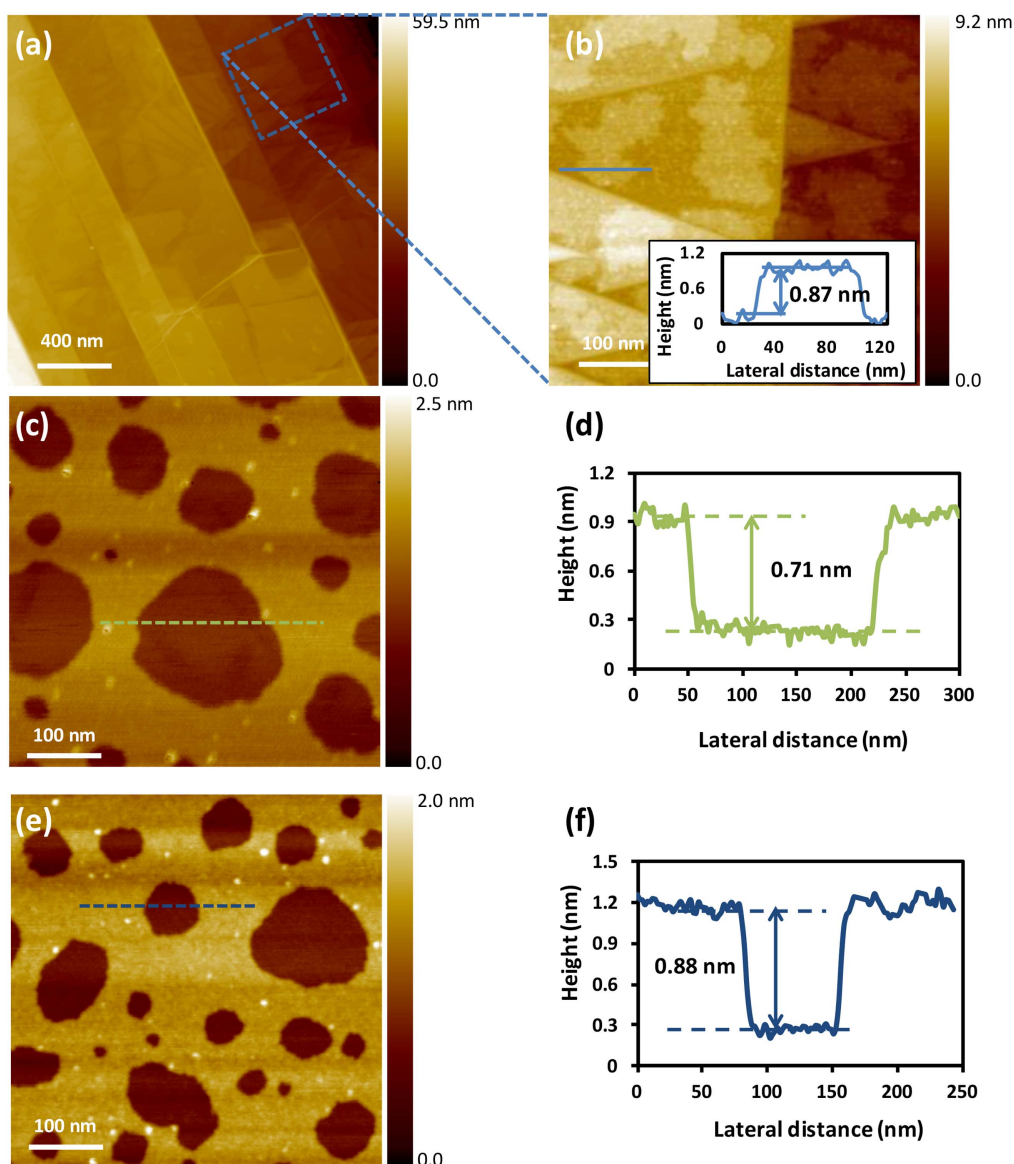 (a)
59.5 nm
400 nm
0.0
(b)
9.2 nm
100 nm
0.0
Height (nm)
1.2
0.6
0
0.87 nm
0 40 80 120
Lateral distance (nm)
(c)
2.5 nm
100 nm
0.0
(d)
Height (nm)
1.2
0.9
0.6
0.3
0
0.71 nm
0 50 100 150 200 250 300
Lateral distance (nm)
(e)
2.0 nm
100 nm
0.0
(f)
Height (nm)
1.5
1.2
0.9
0.6
0.3
0
0.88 nm
0 50 100 150 200 250
Lateral distance (nm)